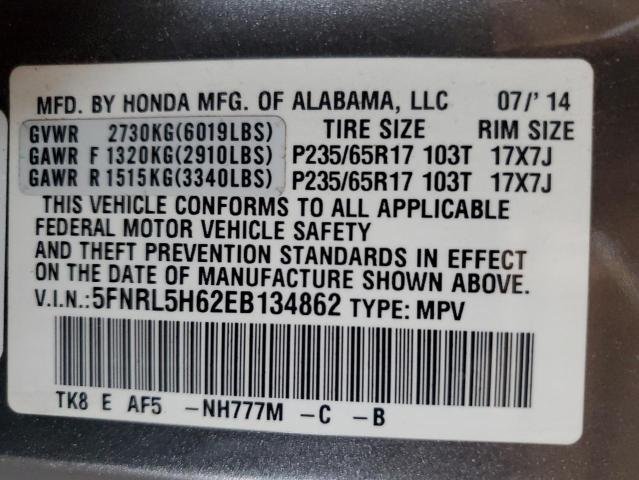 MFD. BY HONDA MFG. OF ALABAMA, LLC 07/'14
GVWR 2730KG(6019LBS) TIRE SIZE RIM SIZE
GAWR F 1320KG(2910LBS) P235/65R17 103T 17X7J
GAWR R 1515KG(3340LBS) P235/65R17 103T 17X7J
THIS VEHICLE CONFORMS TO ALL APPLICABLE
FEDERAL MOTOR VEHICLE SAFETY
AND THEFT PREVENTION STANDARDS IN EFFECT
ON THE DATE OF MANUFACTURE SHOWN ABOVE.
V.I.N.:5FNRL5H62EB134862 TYPE: MPV
TK8 E AF5 -NH777M -C -B